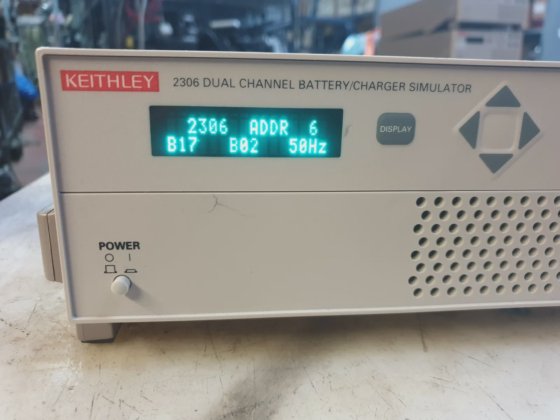 KEITHLEY 2306 DUAL CHANNEL BATTERY/CHARGER SIMULATOR
2306 ADDR 6
B17 B02 50Hz
DISPLAY
POWER
O I